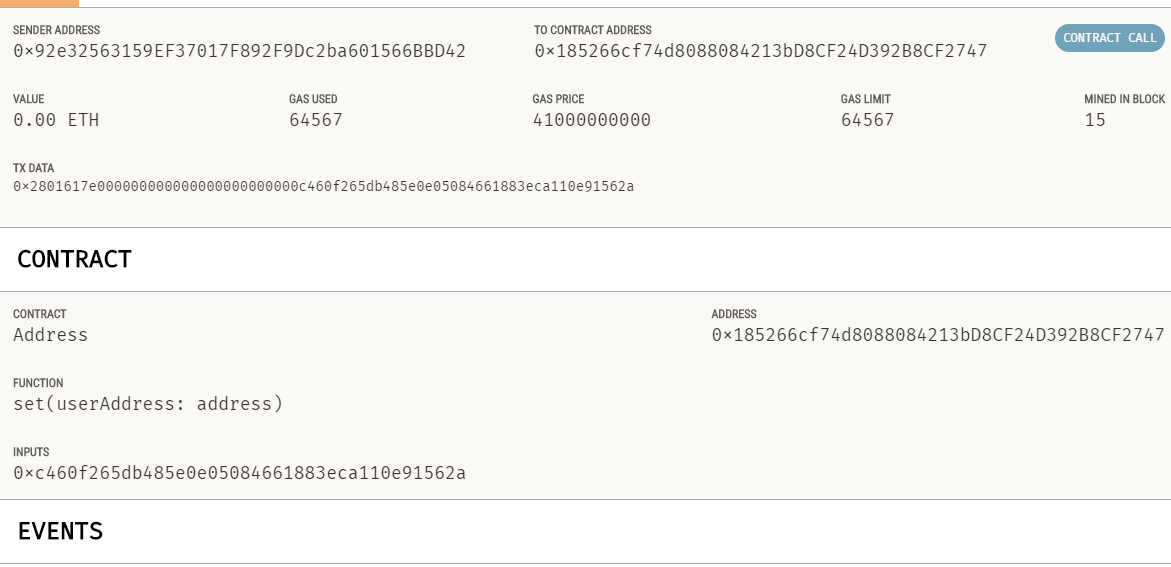 SENDER ADDRESS TO CONTRACT ADDRESS
0×92e32563159EF37017F892F9Dc2ba601566BBD42 0×185266cf74d8088084213bD8CF24D392B8CF2747 CONTRACT CALL
VALUE GAS USED GAS PRICE GAS LIMIT MINED IN BLOCK
0.00 ETH 64567 41000000000 64567 15
TX DATA
0×2801617e000000000000000000000000c460f265db485e0e05084661883eca110e91562a
CONTRACT
CONTRACT ADDRESS
Address 0×185266cf74d8088084213bD8CF24D392B8CF2747
FUNCTION
set(userAddress: address)
INPUTS
0×c460f265db485e0e05084661883eca110e91562a
EVENTS